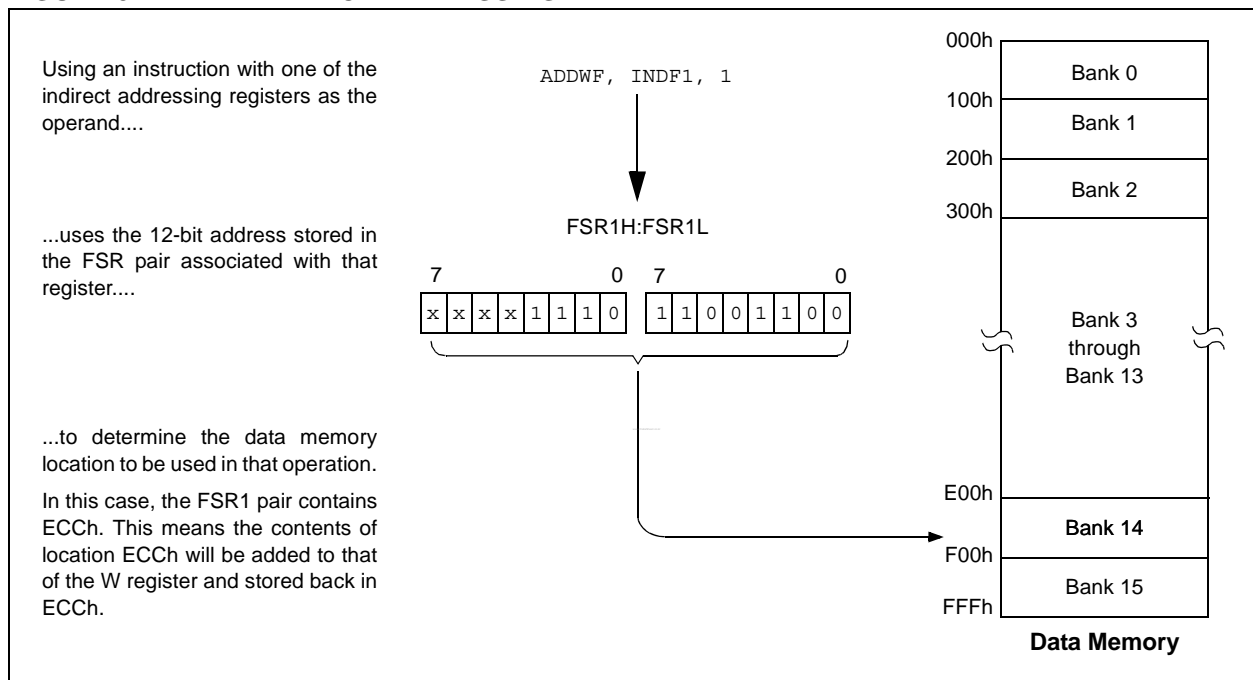 Using an instruction with one of the
indirect addressing registers as the
operand....
ADDWF, INDF1, 1
...uses the 12-bit address stored in
the FSR pair associated with that
register....
FSR1H:FSR1L
7 0 7 0
x x x x 1 1 1 0 1 1 0 0 1 1 0 0
...to determine the data memory
location to be used in that operation.
In this case, the FSR1 pair contains
ECCh. This means the contents of
location ECCh will be added to that
of the W register and stored back in
ECCh.
000h
Bank 0
100h
Bank 1
200h
Bank 2
300h
Bank 3
through
Bank 13
E00h
Bank 14
F00h
Bank 15
FFFh
Data Memory